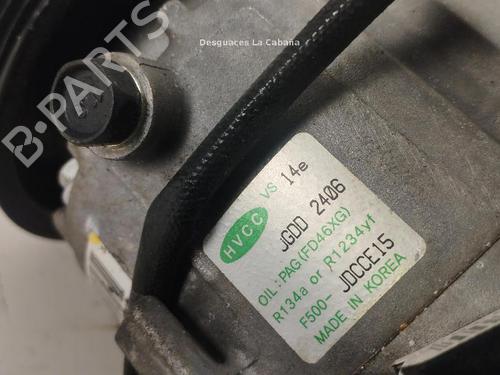 Desguaces La Cabaña
B-PARTS
HVCC VS 14e
JGDD 2406
OIL : PAG (FD46XG)
R134a or R1234yf
F500- JDCCE15
MADE IN KOREA